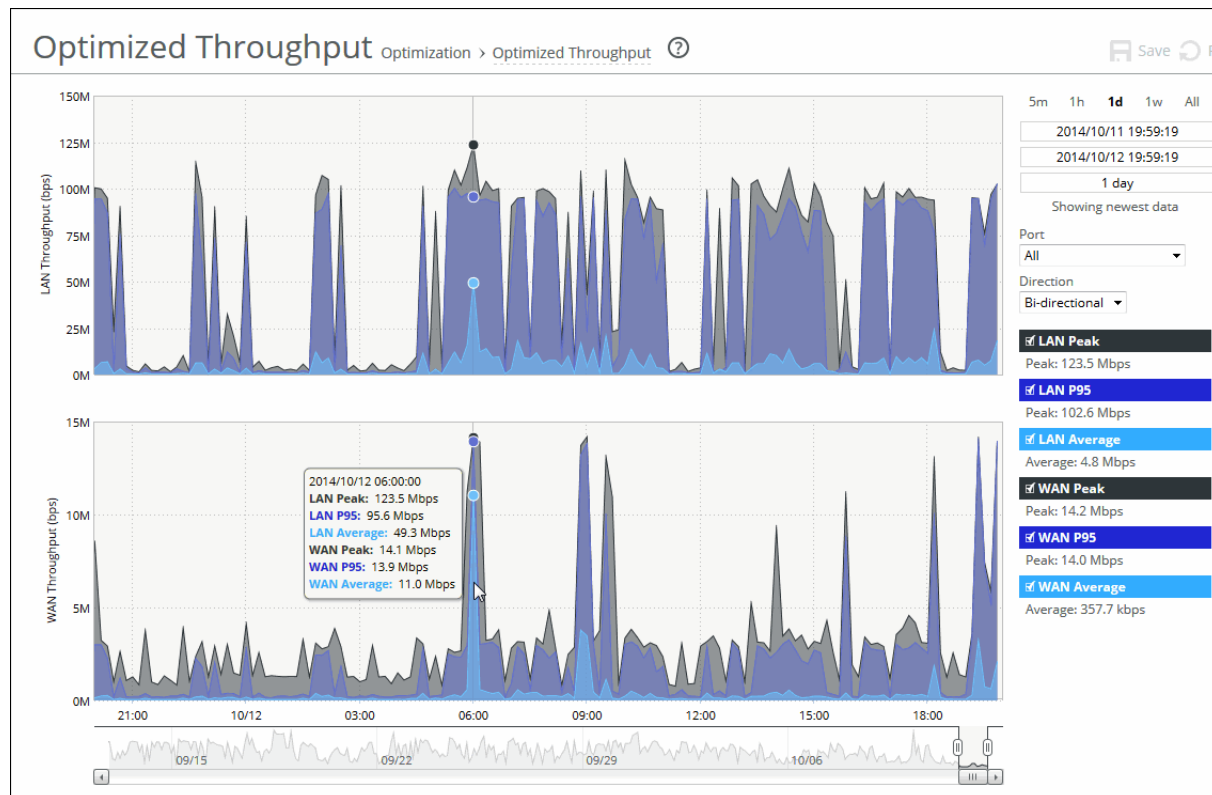 Optimized Throughput Optimization › Optimized Throughput ?
Save
5m 1h 1d 1w All
2014/10/11 19:59:19
2014/10/12 19:59:19
1 day
Showing newest data
Port
All
Direction
Bi-directional
LAN Peak
Peak: 123.5 Mbps
LAN P95
Peak: 102.6 Mbps
LAN Average
Average: 4.8 Mbps
WAN Peak
Peak: 14.2 Mbps
WAN P95
Peak: 14.0 Mbps
WAN Average
Average: 357.7 kbps
LAN Throughput (bps)
150M
125M
100M
75M
50M
25M
0M
WAN Throughput (bps)
15M
10M
5M
0M
2014/10/12 06:00:00
LAN Peak: 123.5 Mbps
LAN P95: 95.6 Mbps
LAN Average: 49.3 Mbps
WAN Peak: 14.1 Mbps
WAN P95: 13.9 Mbps
WAN Average: 11.0 Mbps
21:00 10/12 03:00 06:00 09:00 12:00 15:00 18:00
09/15 09/22 09/29 10/06